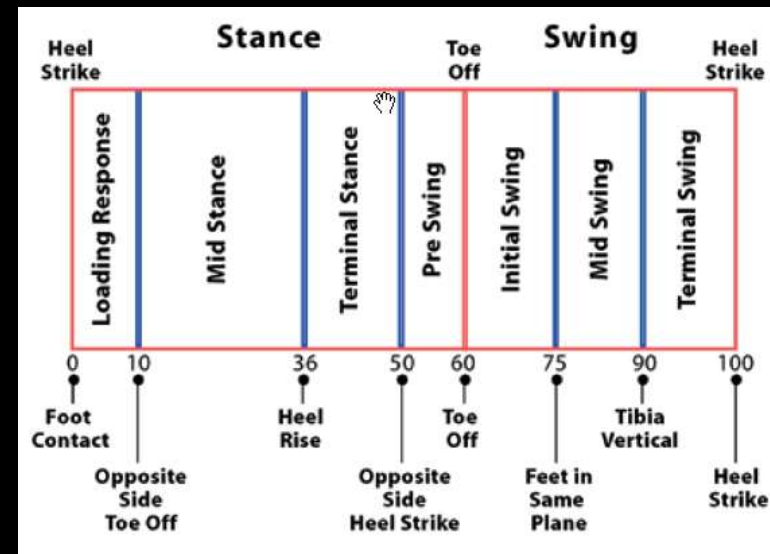 Stance
Swing
Heel
Strike
Toe
Off
Heel
Strike
Loading Response
Mid Stance
Terminal Stance
Pre Swing
Initial Swing
Mid Swing
Terminal Swing
0 10 36 50 60 75 90 100
Foot
Contact
Opposite
Side
Toe Off
Heel
Rise
Opposite
Side
Heel Strike
Toe
Off
Feet in
Same
Plane
Tibia
Vertical
Heel
Strike